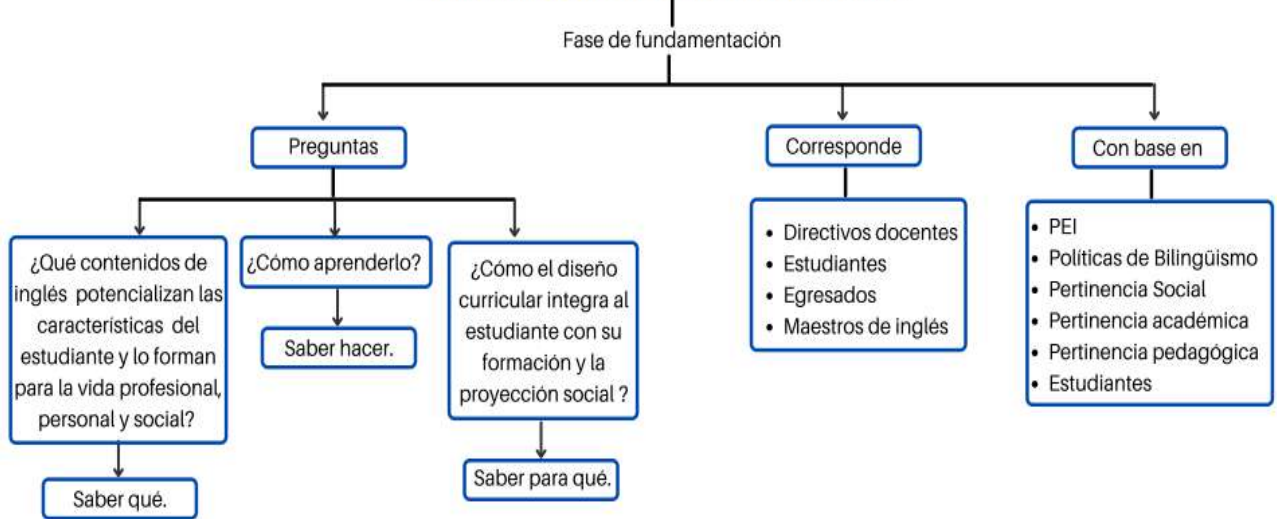 Fase de fundamentación
Preguntas
Corresponde
Con base en
¿Qué contenidos de
inglés potencializan las
características del
estudiante y lo forman
para la vida profesional,
personal y social?
Saber qué.
¿Cómo aprenderlo?
Saber hacer.
¿Cómo el diseño
curricular integra al
estudiante con su
formación y la
proyección social ?
Saber para qué.
• Directivos docentes
• Estudiantes
• Egresados
• Maestros de inglés
• PEI
• Políticas de Bilingüismo
• Pertinencia Social
• Pertinencia académica
• Pertinencia pedagógica
• Estudiantes